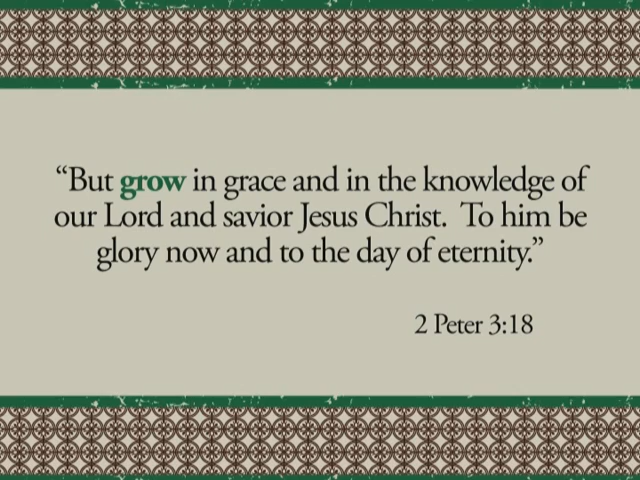 “But grow in grace and in the knowledge of
our Lord and savior Jesus Christ.  To him be
glory now and to the day of eternity.”
2 Peter 3:18